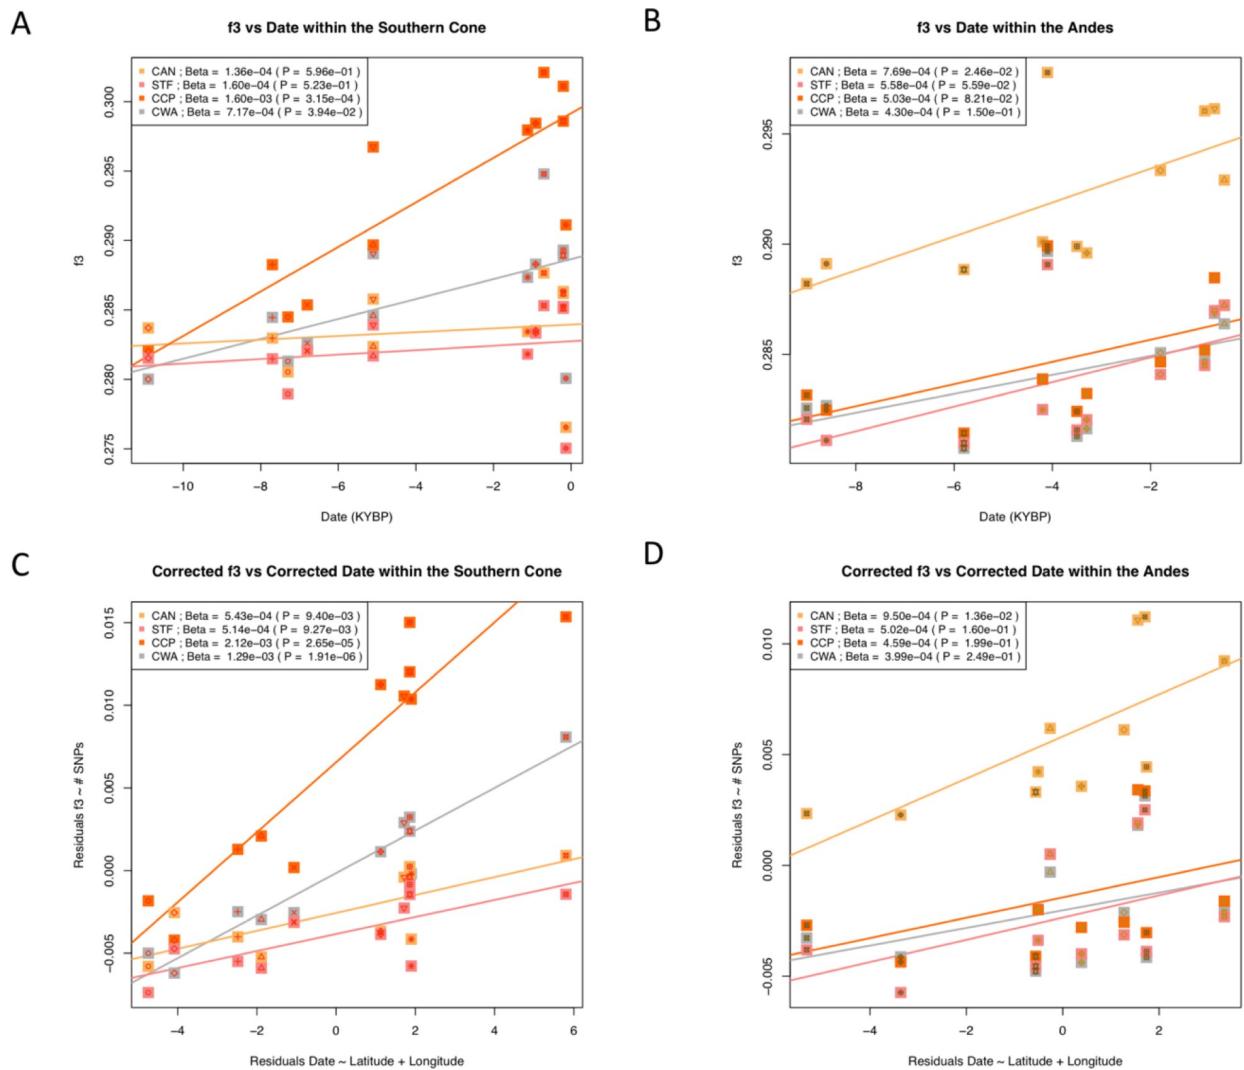 A
f3 vs Date within the Southern Cone
CAN ; Beta = 1.36e-04 ( P = 5.96e-01 )
STF ; Beta = 1.60e-04 ( P = 5.23e-01 )
CCP ; Beta = 1.60e-03 ( P = 3.15e-04 )
CWA ; Beta = 7.17e-04 ( P = 3.94e-02 )
0.300
0.295
0.290
0.285
0.280
0.275
f3
−10 −8 −6 −4 −2 0
Date (KYBP)
B
f3 vs Date within the Andes
CAN ; Beta = 7.69e-04 ( P = 2.46e-02 )
STF ; Beta = 5.58e-04 ( P = 5.59e-02 )
CCP ; Beta = 5.03e-04 ( P = 8.21e-02 )
CWA ; Beta = 4.30e-04 ( P = 1.50e-01 )
0.295
0.290
0.285
f3
−8 −6 −4 −2
Date (KYBP)
C
Corrected f3 vs Corrected Date within the Southern Cone
CAN ; Beta = 5.43e-04 ( P = 9.40e-03 )
STF ; Beta = 5.14e-04 ( P = 9.27e-03 )
CCP ; Beta = 2.12e-03 ( P = 2.65e-05 )
CWA ; Beta = 1.29e-03 ( P = 1.91e-06 )
0.015
0.010
0.005
0.000
−0.005
Residuals f3 ~ # SNPs
−4 −2 0 2 4 6
Residuals Date ~ Latitude + Longitude
D
Corrected f3 vs Corrected Date within the Andes
CAN ; Beta = 9.50e-04 ( P = 1.36e-02 )
STF ; Beta = 5.02e-04 ( P = 1.60e-01 )
CCP ; Beta = 4.59e-04 ( P = 1.99e-01 )
CWA ; Beta = 3.99e-04 ( P = 2.49e-01 )
0.010
0.005
0.000
−0.005
Residuals f3 ~ # SNPs
−4 −2 0 2
Residuals Date ~ Latitude + Longitude